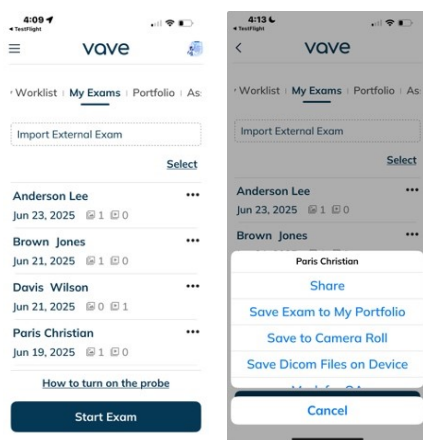 4:09
TestFlight
vave
Worklist My Exams Portfolio As
Import External Exam
Select
Anderson Lee
Jun 23, 2025 1 0
Brown Jones
Jun 21, 2025 1 0
Davis Wilson
Jun 21, 2025 0 1
Paris Christian
Jun 19, 2025 1 0
How to turn on the probe
Start Exam
4:13
TestFlight
vave
Worklist My Exams Portfolio As
Import External Exam
Select
Anderson Lee
Jun 23, 2025 1 0
Brown Jones
Paris Christian
Share
Save Exam to My Portfolio
Save to Camera Roll
Save Dicom Files on Device
Cancel